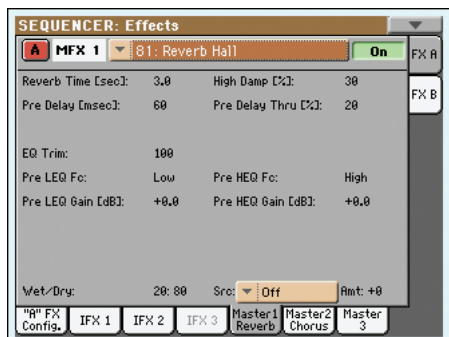 SEQUENCER: Effects
A MFX 1 81: Reverb Hall On FX A
Reverb Time [sec]: 3.0 High Damp [%]: 30
FX B
Pre Delay [msec]: 60 Pre Delay Thru [%]: 20
EQ Trim: 100
Pre LEQ Fc: Low Pre HEQ Fc: High
Pre LEQ Gain [dB]: +0.0 Pre HEQ Gain [dB]: +0.0
Wet/Dry: 20: 80 Src: Off Amt: +0
"A" FX Config. IFX 1 IFX 2 IFX 3 Master1 Reverb Master2 Chorus Master 3